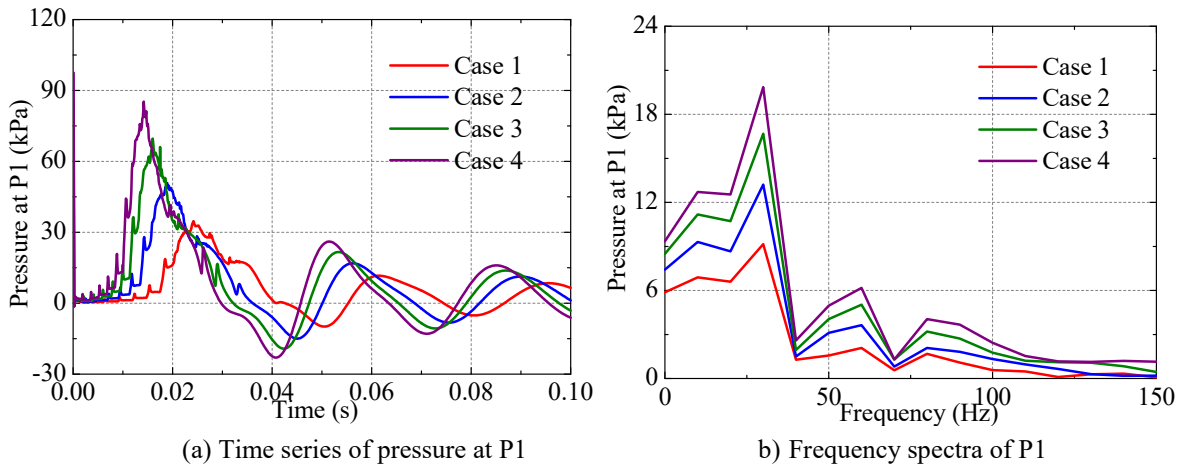 120
90
60
30
0
-30
Pressure at P1 (kPa)
Case 1
Case 2
Case 3
Case 4
0.00
0.02
0.04
0.06
0.08
0.10
Time (s)
(a) Time series of pressure at P1
24
18
12
6
0
Pressure at P1 (kPa)
Case 1
Case 2
Case 3
Case 4
0
50
100
150
Frequency (Hz)
b) Frequency spectra of P1